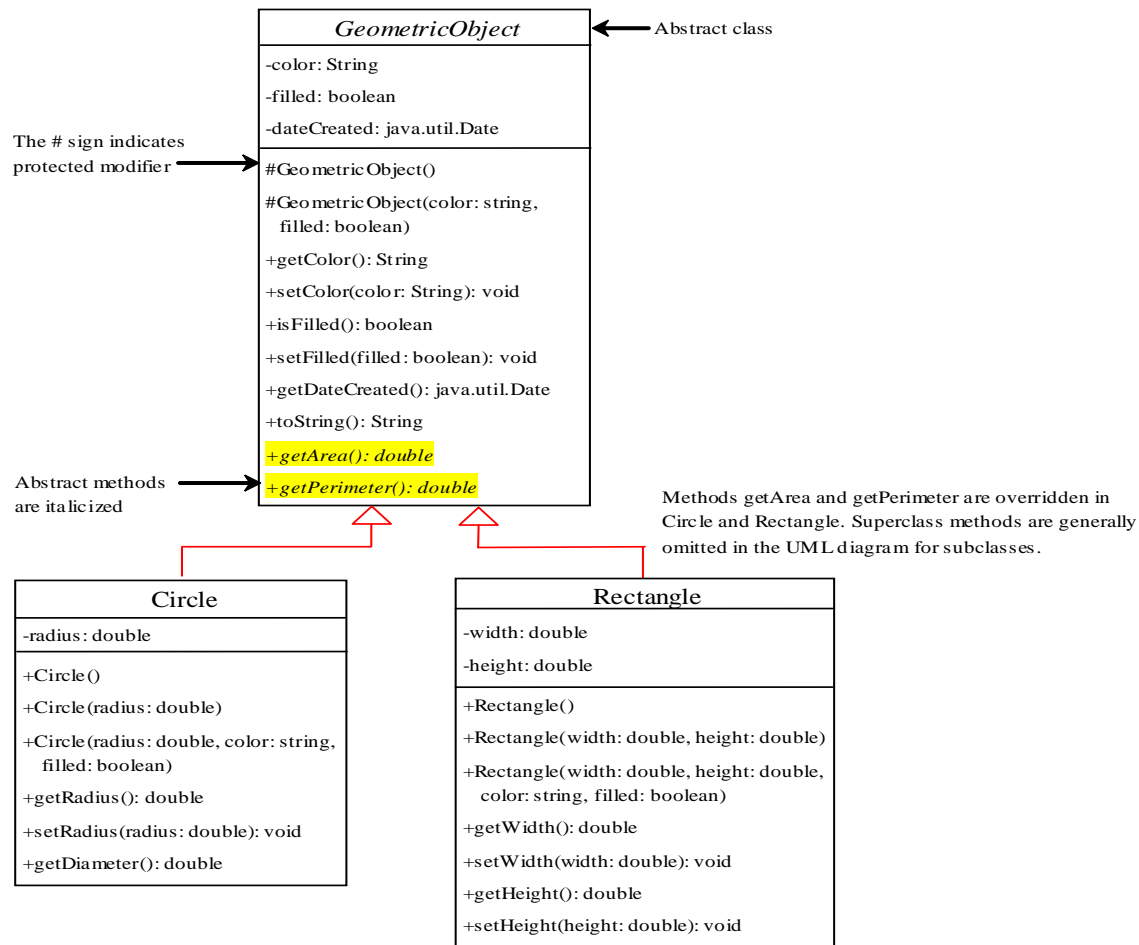 GeometricObject
Abstract class
-color: String
-filled: boolean
-dateCreated: java.util.Date
The # sign indicates
protected modifier
#GeometricObject()
#GeometricObject(color: string,
filled: boolean)
+getColor(): String
+setColor(color: String): void
+isFilled(): boolean
+setFilled(filled: boolean): void
+getDateCreated(): java.util.Date
+toString(): String
+getArea(): double
+getPerimeter(): double
Abstract methods
are italicized
Methods getArea and getPerimeter are overridden in
Circle and Rectangle. Superclass methods are generally
omitted in the UML diagram for subclasses.
Circle
-radius: double
+Circle()
+Circle(radius: double)
+Circle(radius: double, color: string,
filled: boolean)
+getRadius(): double
+setRadius(radius: double): void
+getDiameter(): double
Rectangle
-width: double
-height: double
+Rectangle()
+Rectangle(width: double, height: double)
+Rectangle(width: double, height: double,
color: string, filled: boolean)
+getWidth(): double
+setWidth(width: double): void
+getHeight(): double
+setHeight(height: double): void